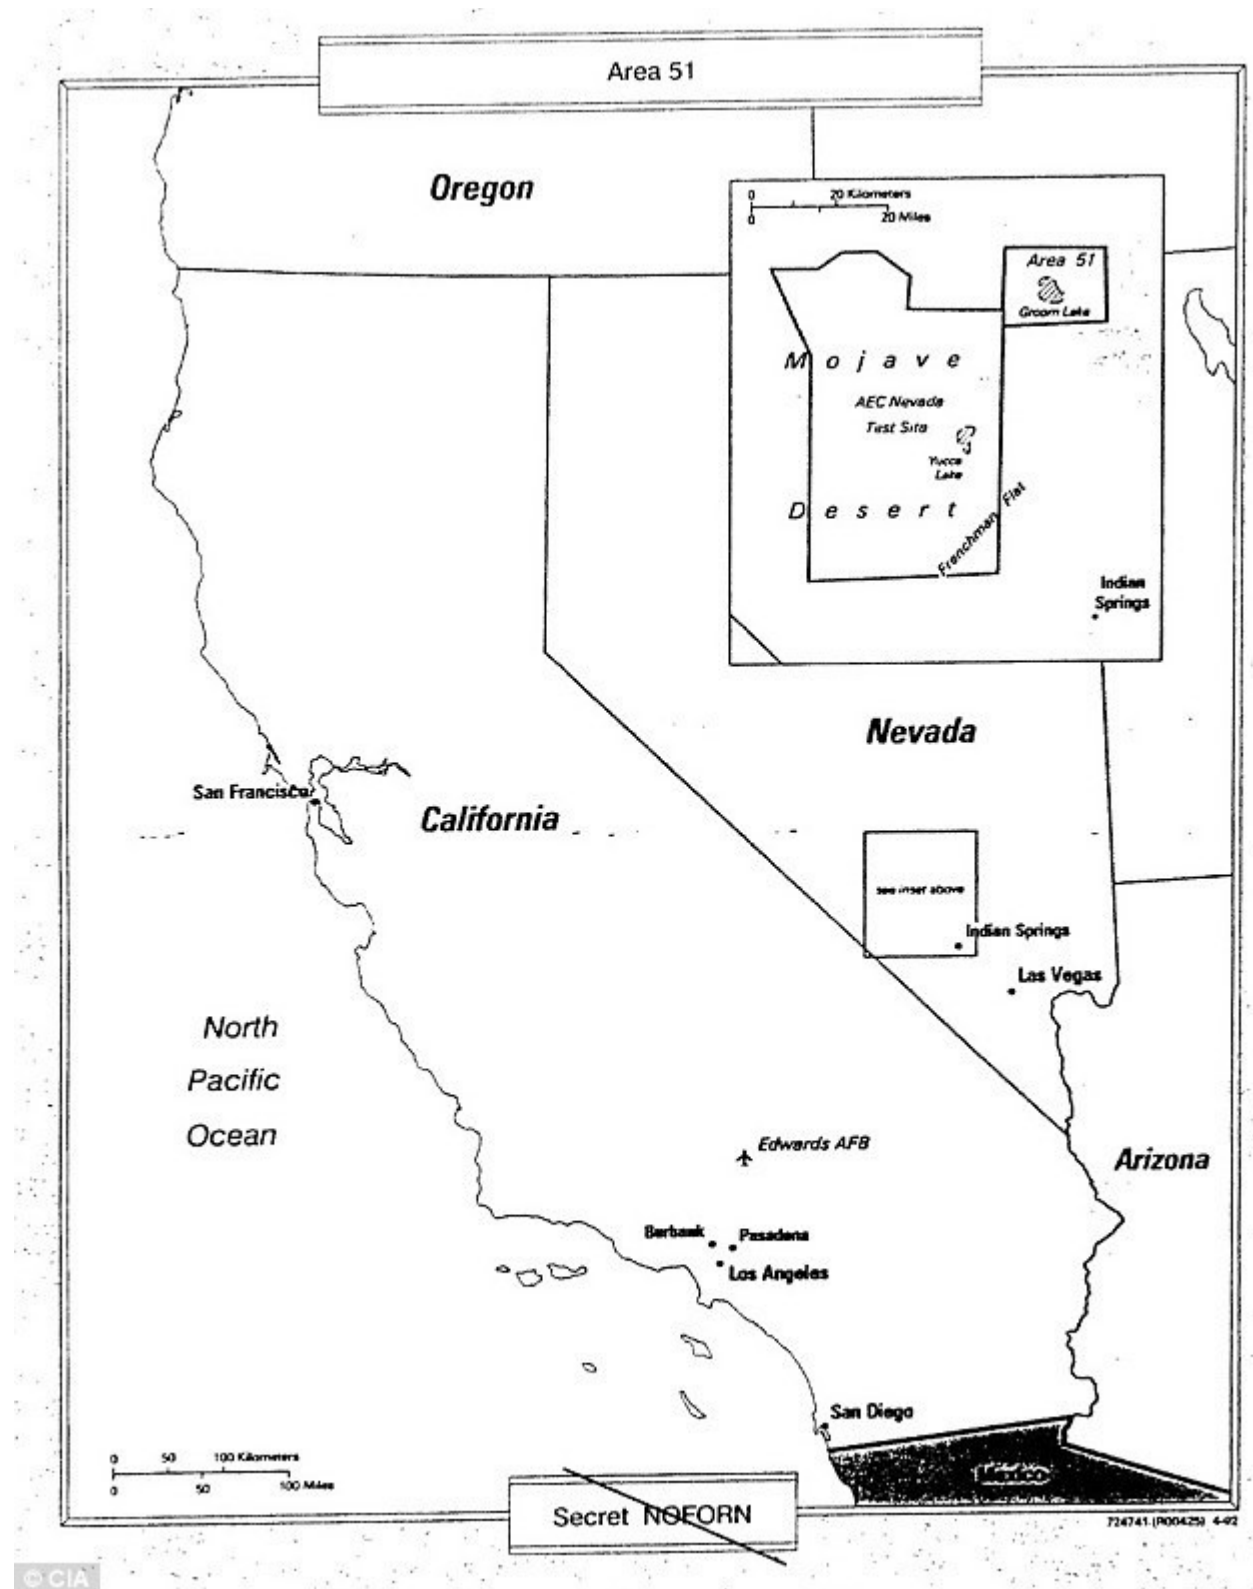 Area 51
Oregon
0 20 Kilometers
0 20 Miles
Area 51
Groom Lake
Mojave
AEC Nevada
Test Site
Yucca
Lake
Desert
Frenchman Flat
Indian
Springs
Nevada
San Francisco
California
see inset above
Indian Springs
Las Vegas
North
Pacific
Ocean
Edwards AFB
Arizona
Burbank
Pasadena
Los Angeles
San Diego
Mexico
0 50 100 Kilometers
0 50 100 Miles
Secret NOFORN
724741 (R00425) 4-92
© CIA